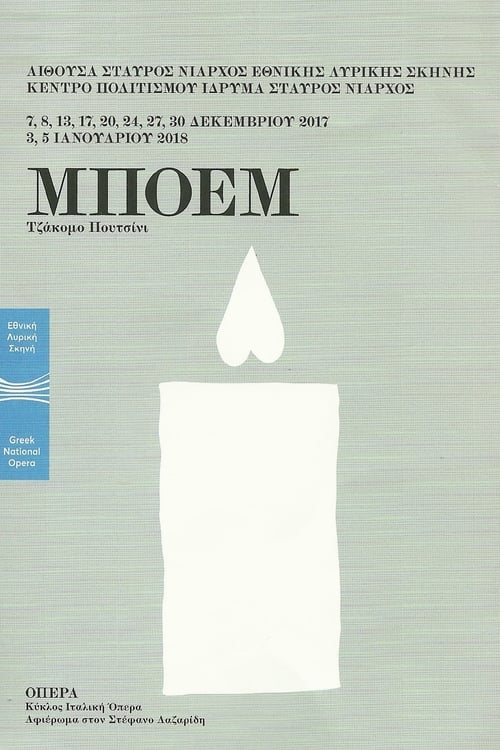 ΑΙΘΟΥΣΑ ΣΤΑΥΡΟΣ ΝΙΑΡΧΟΣ ΕΘΝΙΚΗΣ ΛΥΡΙΚΗΣ ΣΚΗΝΗΣ
ΚΕΝΤΡΟ ΠΟΛΙΤΙΣΜΟΥ ΙΔΡΥΜΑ ΣΤΑΥΡΟΣ ΝΙΑΡΧΟΣ
7, 8, 13, 17, 20, 24, 27, 30 ΔΕΚΕΜΒΡΙΟΥ 2017
3, 5 ΙΑΝΟΥΑΡΙΟΥ 2018
ΜΠΟΕΜ
Τζάκομο Πουτσίνι
Εθνική
Λυρική
Σκηνή
Greek
National
Opera
ΟΠΕΡΑ
Κύκλος Ιταλική Όπερα
Αφιέρωμα στον Στέφανο Λαζαρίδη